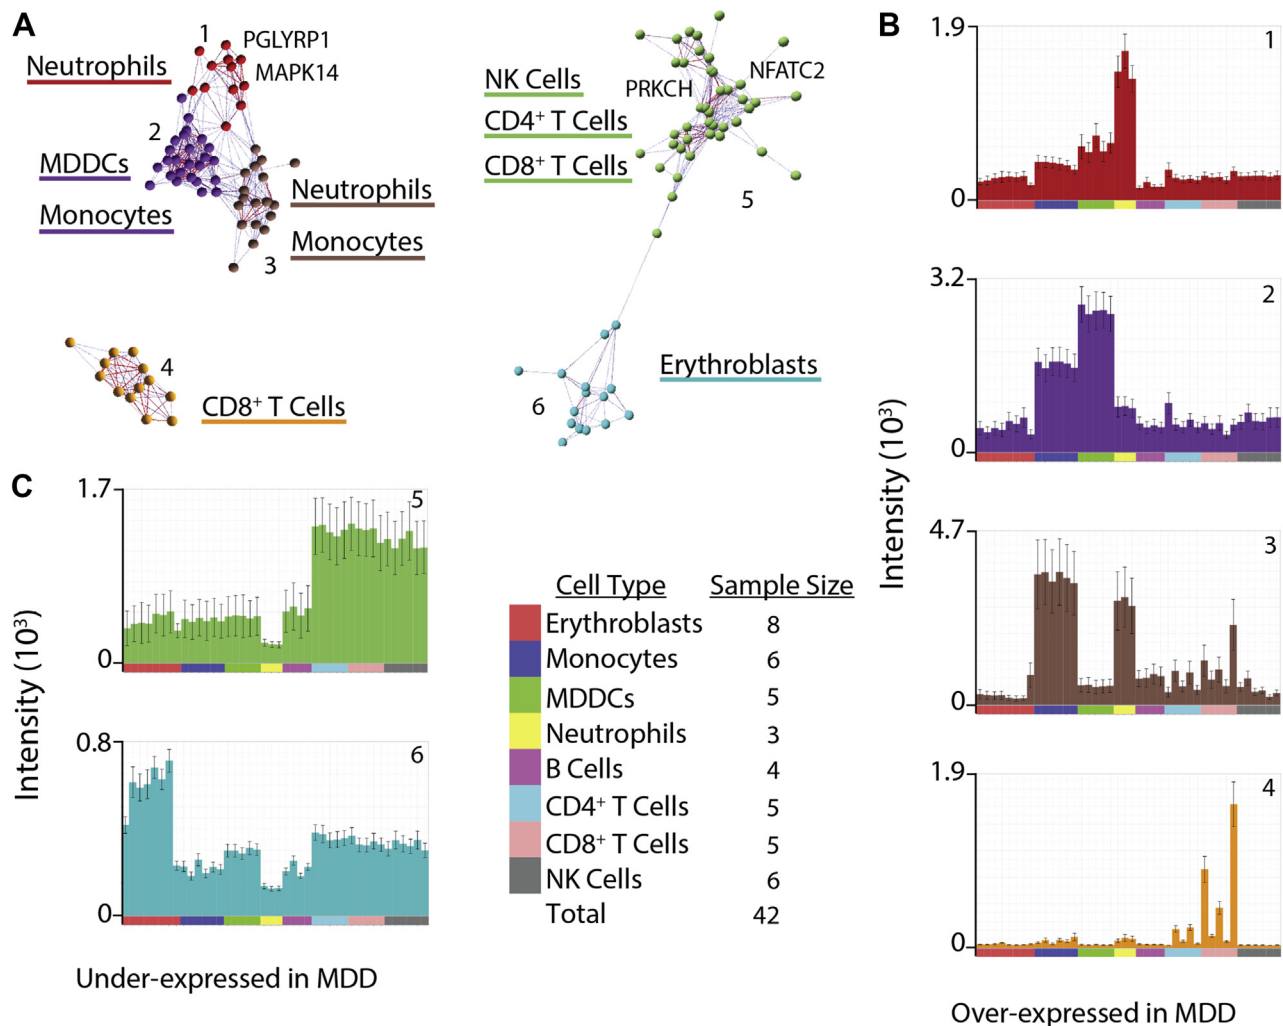 A
1
PGLYRP1
MAPK14
Neutrophils
2
MDDCs
Monocytes
Neutrophils
Monocytes
3
4
CD8⁺ T Cells
NK Cells
CD4⁺ T Cells
CD8⁺ T Cells
PRKCH
NFATC2
5
Erythroblasts
6
B
1.9
0
1
3.2
0
2
Intensity (10³)
4.7
0
3
1.9
0
4
Over-expressed in MDD
C
1.7
0
5
Intensity (10³)
0.8
0
6
Under-expressed in MDD
Cell Type Sample Size
Erythroblasts 8
Monocytes 6
MDDCs 5
Neutrophils 3
B Cells 4
CD4⁺ T Cells 5
CD8⁺ T Cells 5
NK Cells 6
Total 42